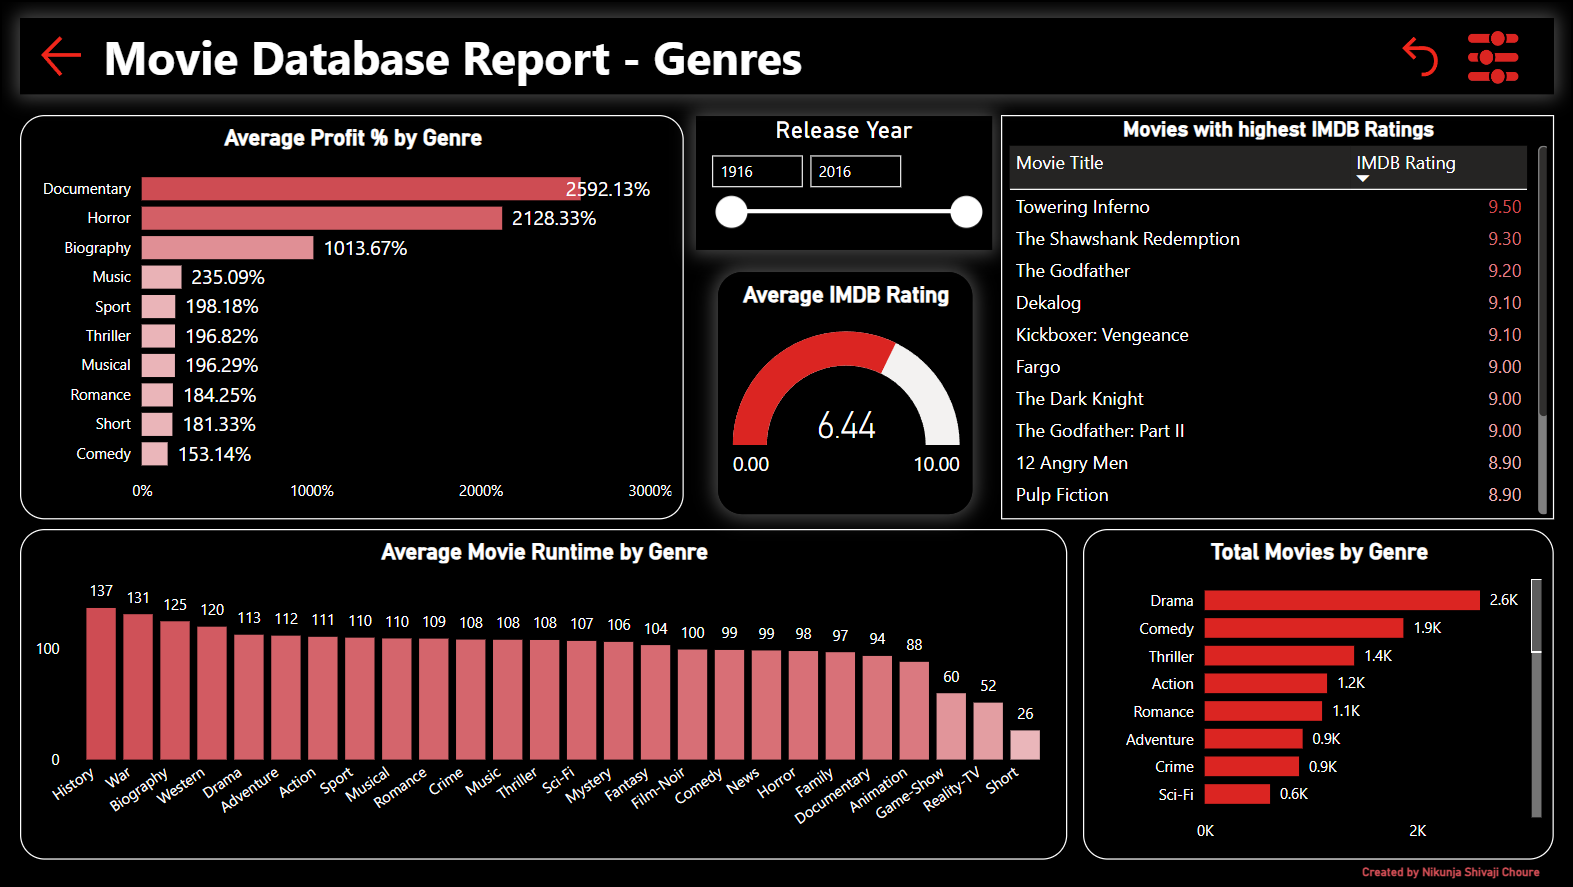 Movie Database Report - Genres
Average Profit % by Genre
Documentary 2592.13%
Horror 2128.33%
Biography 1013.67%
Music 235.09%
Sport 198.18%
Thriller 196.82%
Musical 196.29%
Romance 184.25%
Short 181.33%
Comedy 153.14%
0% 1000% 2000% 3000%
Release Year
1916 2016
Average IMDB Rating
6.44
0.00 10.00
Movies with highest IMDB Ratings
Movie Title IMDB Rating
Towering Inferno 9.50
The Shawshank Redemption 9.30
The Godfather 9.20
Dekalog 9.10
Kickboxer: Vengeance 9.10
Fargo 9.00
The Dark Knight 9.00
The Godfather: Part II 9.00
12 Angry Men 8.90
Pulp Fiction 8.90
Average Movie Runtime by Genre
137 131 125 120 113 112 111 110 110 109 108 108 108 107 106 104 100 99 99 98 97 94 88 60 52 26
100
0
History War Biography Western Drama Adventure Action Sport Musical Romance Crime Music Thriller Sci-Fi Mystery Fantasy Film-Noir Comedy News Horror Family Documentary Animation Game-Show Reality-TV Short
Total Movies by Genre
Drama 2.6K
Comedy 1.9K
Thriller 1.4K
Action 1.2K
Romance 1.1K
Adventure 0.9K
Crime 0.9K
Sci-Fi 0.6K
0K 2K
Created by Nikunja Shivaji Choure